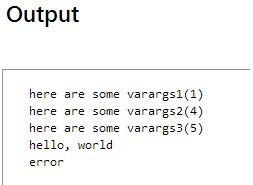 Output
here are some varargs1(1)
here are some varargs2(4)
here are some varargs3(5)
hello, world
error